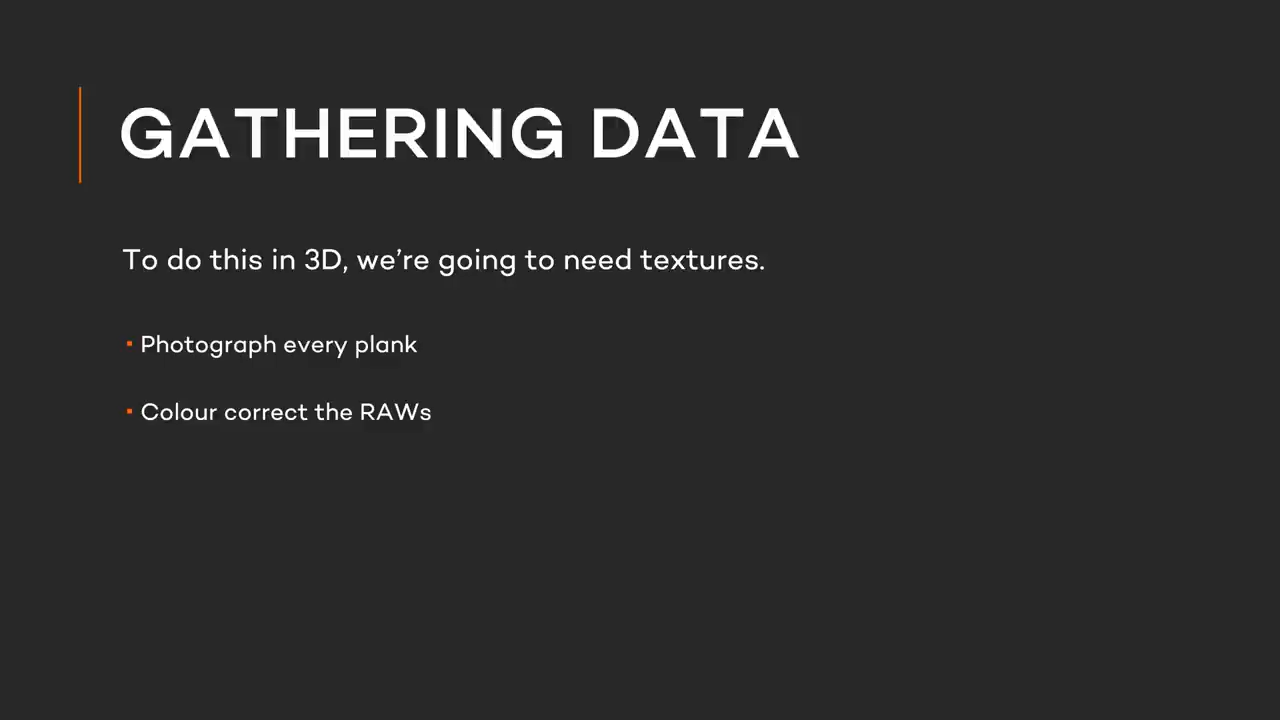 GATHERING DATA
To do this in 3D, we’re going to need textures.
▪ Photograph every plank
▪ Colour correct the RAWs